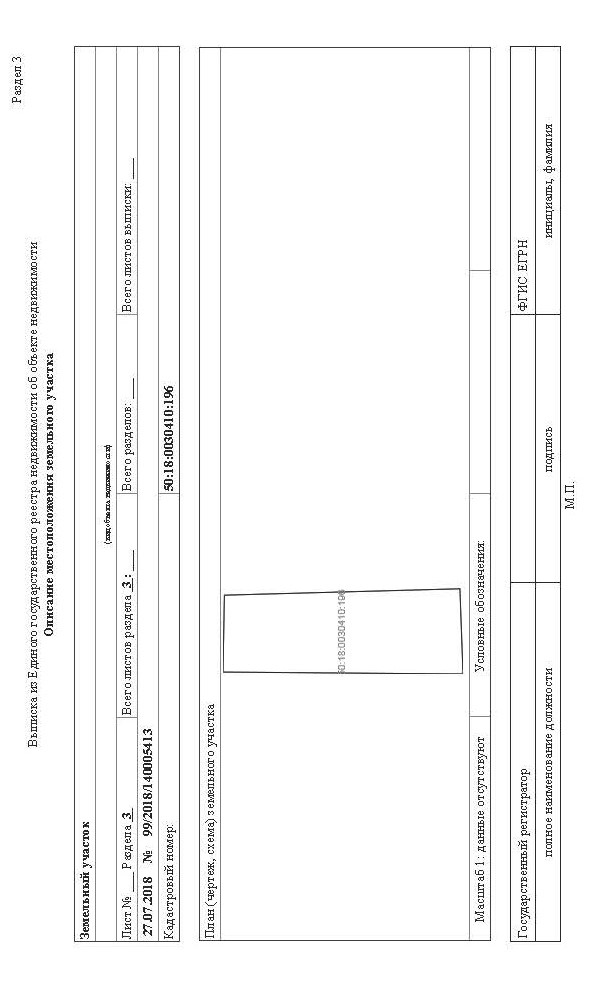 Раздел 3
Выписка из Единого государственного реестра недвижимости об объекте недвижимости
Описание местоположения земельного участка
Земельный участок
(вид объекта недвижимости)
Лист № ___ Раздела 3
Всего листов раздела 3 : ___
Всего разделов: ___
Всего листов выписки: ___
27.07.2018 № 99/2018/140005413
Кадастровый номер:
50:18:0030410:196
План (чертеж, схема) земельного участка
50:18:0030410:196
Масштаб 1: данные отсутствуют
Условные обозначения:
Государственный регистратор
ФГИС ЕГРН
полное наименование должности
подпись
инициалы, фамилия
М.П.